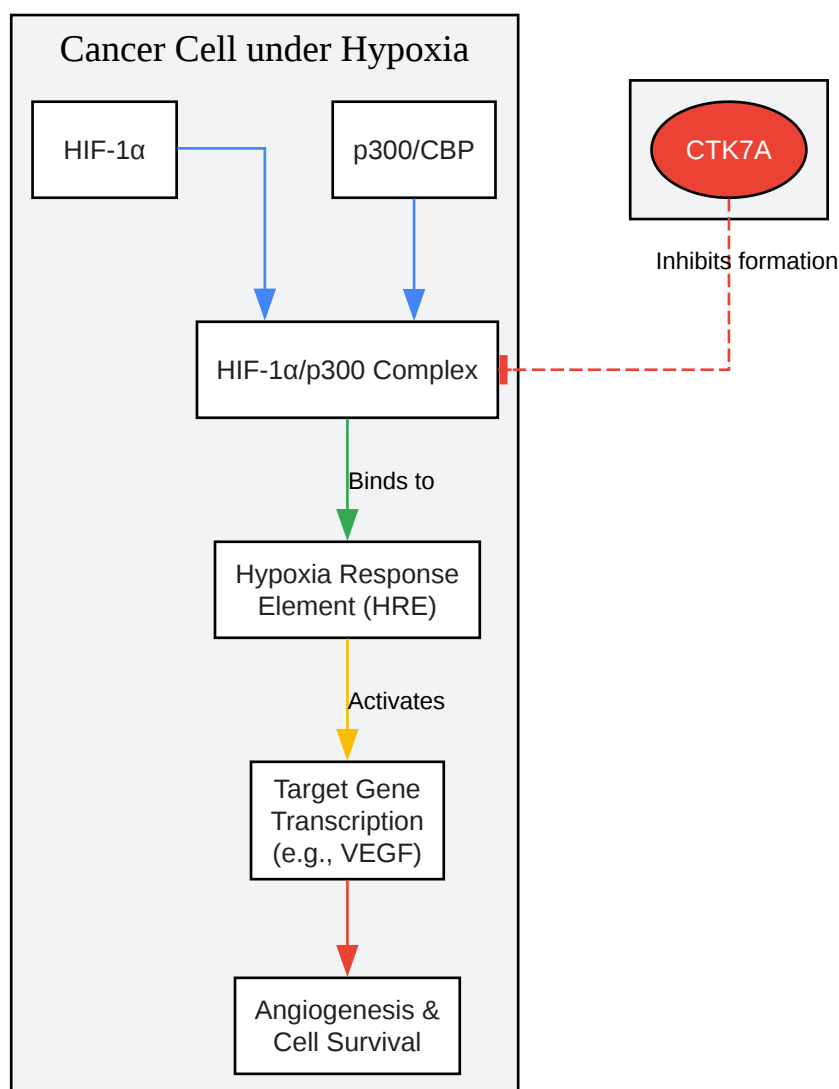 Cancer Cell under Hypoxia
HIF-1α
p300/CBP
CTK7A
Inhibits formation
HIF-1α/p300 Complex
Binds to
Hypoxia Response
Element (HRE)
Activates
Target Gene
Transcription
(e.g., VEGF)
Angiogenesis &
Cell Survival